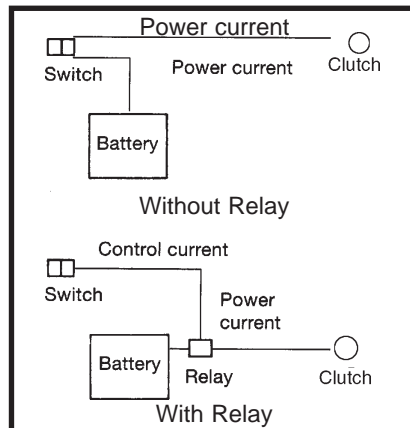 Power current
Power current
Clutch
Switch
Battery
Without Relay
Control current
Switch
Power
current
Battery
Relay
Clutch
With Relay